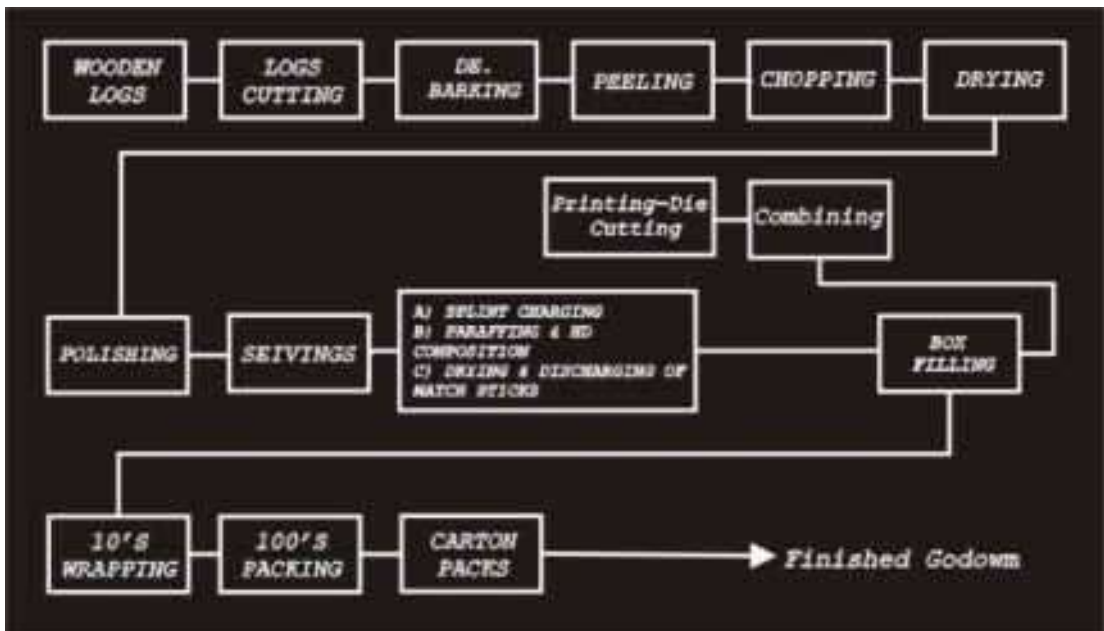 WOODEN
LOGS
LOGS
CUTTING
DE.
BARKING
PEELING
CHOPPING
DRYING
Printing-Die
Cutting
Combining
POLISHING
SEIVINGS
A) SPLINT CHARGING
B) PARAFFING & HD
COMPOSITION
C) DRYING & DISCHARGING OF
MATCH STICKS
BOX
FILLING
10'S
WRAPPING
100'S
PACKING
CARTON
PACKS
Finished Godowm